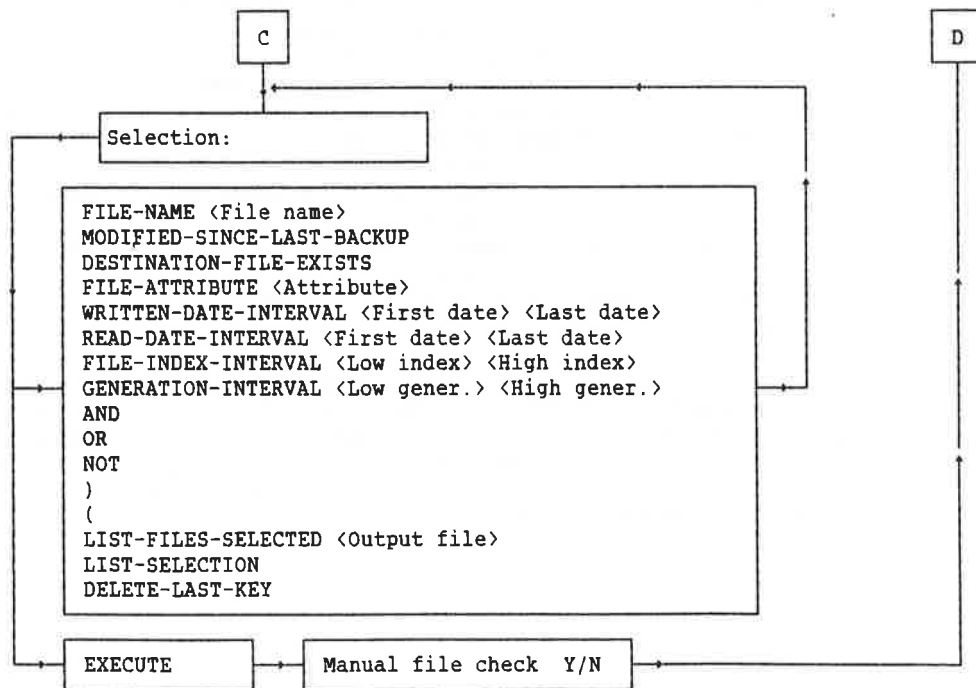 C
D
Selection:
FILE-NAME <File name>
MODIFIED-SINCE-LAST-BACKUP
DESTINATION-FILE-EXISTS
FILE-ATTRIBUTE <Attribute>
WRITTEN-DATE-INTERVAL <First date> <Last date>
READ-DATE-INTERVAL <First date> <Last date>
FILE-INDEX-INTERVAL <Low index> <High index>
GENERATION-INTERVAL <Low gener.> <High gener.>
AND
OR
NOT
)
(
LIST-FILES-SELECTED <Output file>
LIST-SELECTION
DELETE-LAST-KEY
EXECUTE
Manual file check Y/N